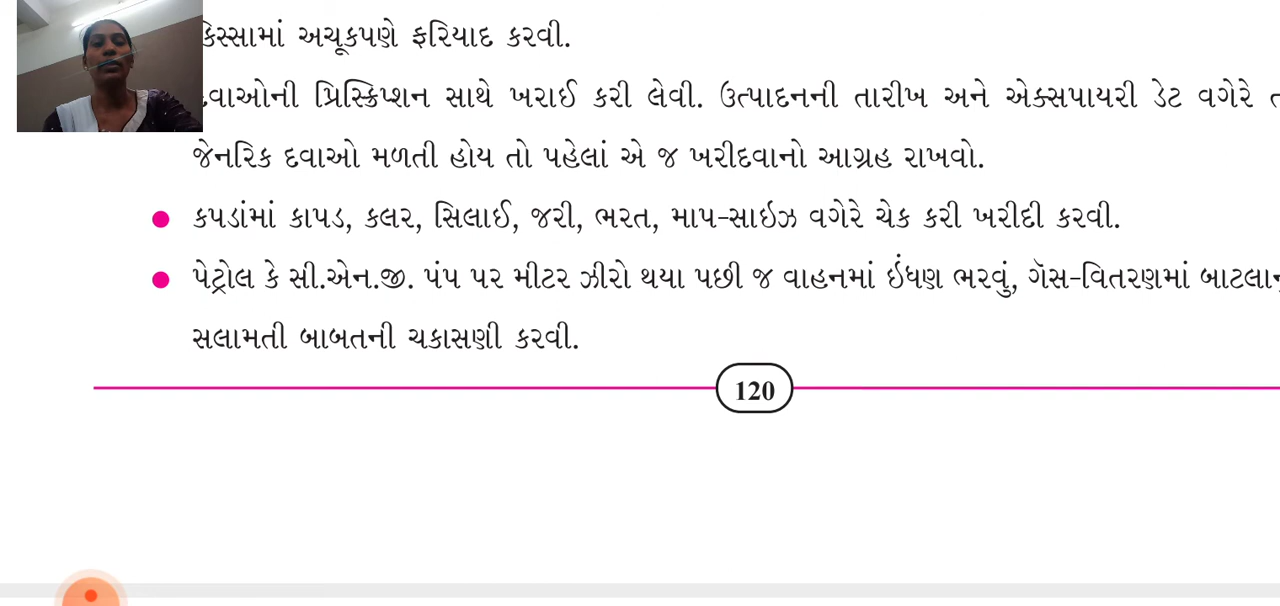 કિસ્સામાં અચૂકપણે ફરિયાદ કરવી.
દવાઓની પ્રિસ્ક્રિપ્શન સાથે ખરાઈ કરી લેવી. ઉત્પાદનની તારીખ અને એક્સપાયરી ડેટ વગેરે
જેનરિક દવાઓ મળતી હોય તો પહેલાં એ જ ખરીદવાનો આગ્રહ રાખવો.
● કપડાંમાં કાપડ, કલર, સિલાઈ, જરી, ભરત, માપ-સાઇઝ વગેરે ચેક કરી ખરીદી કરવી.
● પેટ્રોલ કે સી.એન.જી. પંપ પર મીટર ઝીરો થયા પછી જ વાહનમાં ઇંધણ ભરવું, ગૅસ-વિતરણમાં
સલામતી બાબતની ચકાસણી કરવી.
120